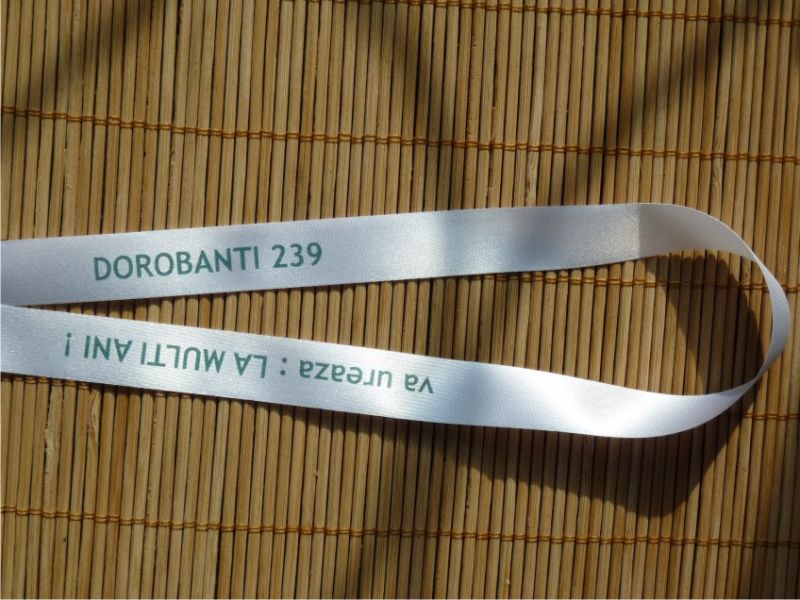 DOROBANTI 239
va ureaza : LA MULTI ANI !